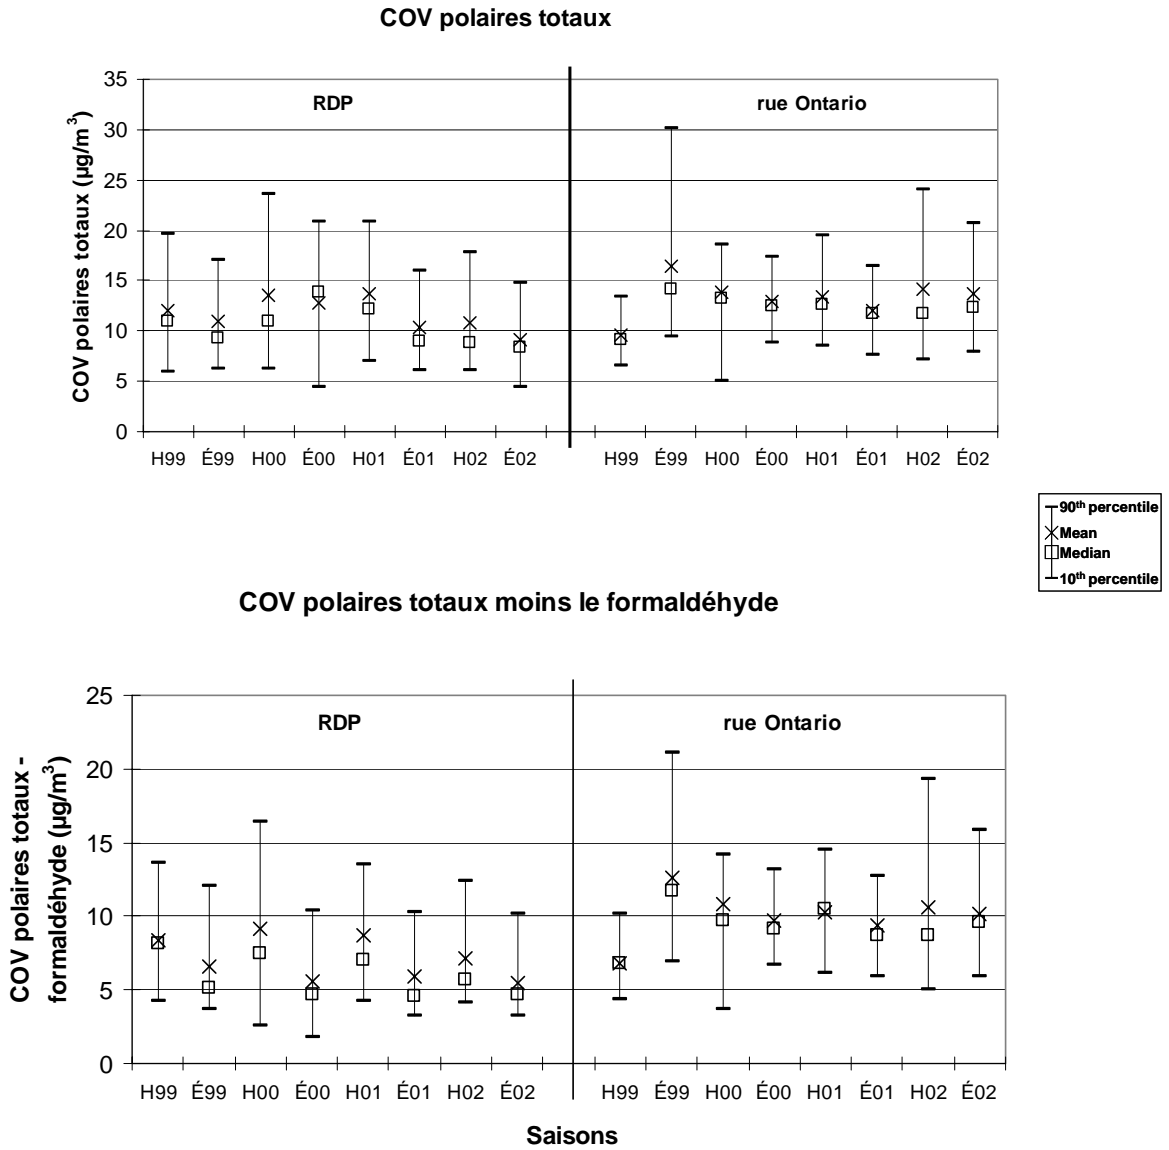 COV polaires totaux
COV polaires totaux (µg/m3)
35
30
25
20
15
10
5
0
RDP
rue Ontario
H99 É99 H00 É00 H01 É01 H02 É02
H99 É99 H00 É00 H01 É01 H02 É02
90th percentile
Mean
Median
10th percentile
COV polaires totaux moins le formaldéhyde
COV polaires totaux -
formaldéhyde (µg/m3)
25
20
15
10
5
0
RDP
rue Ontario
H99 É99 H00 É00 H01 É01 H02 É02
H99 É99 H00 É00 H01 É01 H02 É02
Saisons